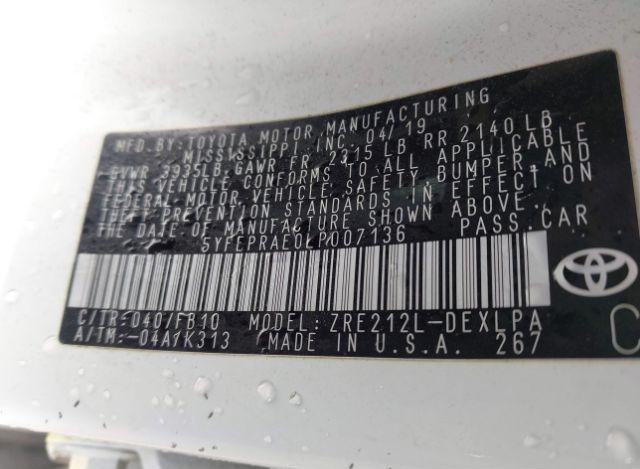 MFD. BY: TOYOTA MOTOR MANUFACTURING
MISSISSIPPI, INC. 04/19
GVWR 3935LB GAWR FR 2315 LB RR 2140 LB
THIS VEHICLE CONFORMS TO ALL APPLICABLE
FEDERAL MOTOR VEHICLE SAFETY BUMPER, AND
THEFT PREVENTION STANDARDS IN EFFECT ON
THE DATE OF MANUFACTURE SHOWN ABOVE.
5YFEPRAE0LP007136 PASS.CAR
C/TR: 040/FB10 MODEL: ZRE212L-DEXLPA
A/TM: -04A/K313 MADE IN U.S.A. 267
C